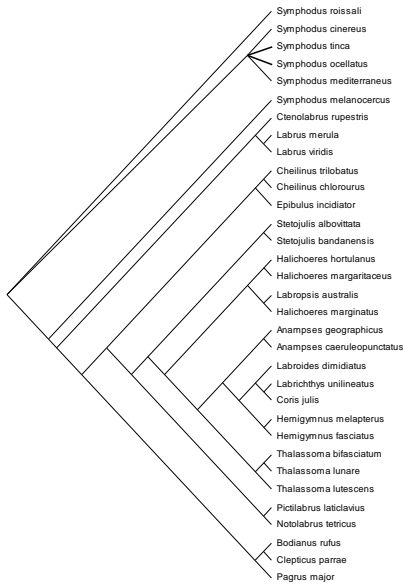 Symphodus roissali
Symphodus cinereus
Symphodus tinca
Symphodus ocellatus
Symphodus mediterraneus
Symphodus melanocercus
Ctenolabrus rupestris
Labrus merula
Labrus viridis
Cheilinus trilobatus
Cheilinus chlorourus
Epibulus incidiator
Stetojulis albovittata
Stetojulis bandanensis
Halichoeres hortulanus
Halichoeres margaritaceus
Labropsis australis
Halichoeres marginatus
Anampses geographicus
Anampses caeruleopunctatus
Labroides dimidiatus
Labrichthys unilineatus
Coris julis
Hemigymnus melapterus
Hemigymnus fasciatus
Thalassoma bifasciatum
Thalassoma lunare
Thalassoma lutescens
Pictilabrus laticlavius
Notolabrus tetricus
Bodianus rufus
Clepticus parrae
Pagrus major